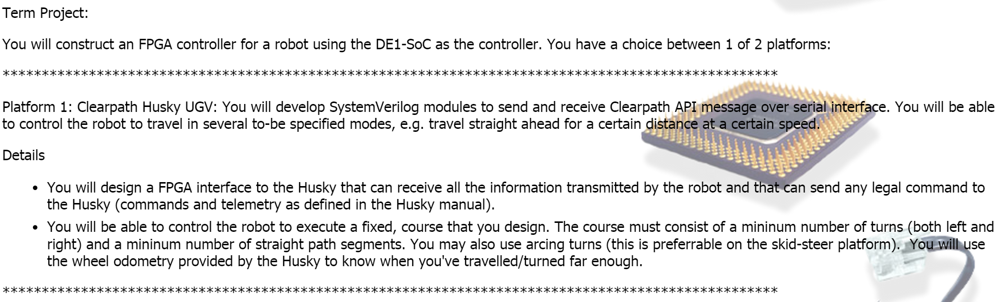 Term Project:
You will construct an FPGA controller for a robot using the DE1-SoC as the controller. You have a choice between 1 of 2 platforms:
***************************************************************************************************
Platform 1: Clearpath Husky UGV: You will develop SystemVerilog modules to send and receive Clearpath API message over serial interface. You will be able
to control the robot to travel in several to-be specified modes, e.g. travel straight ahead for a certain distance at a certain speed.
Details
• You will design a FPGA interface to the Husky that can receive all the information transmitted by the robot and that can send any legal command to
the Husky (commands and telemetry as defined in the Husky manual).
• You will be able to control the robot to execute a fixed, course that you design. The course must consist of a mininum number of turns (both left and
right) and a mininum number of straight path segments. You may also use arcing turns (this is preferrable on the skid-steer platform).  You will use
the wheel odometry provided by the Husky to know when you've travelled/turned far enough.
***************************************************************************************************